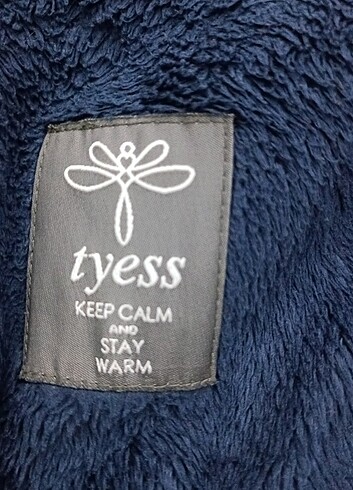 tyess
KEEP CALM
AND
STAY
WARM